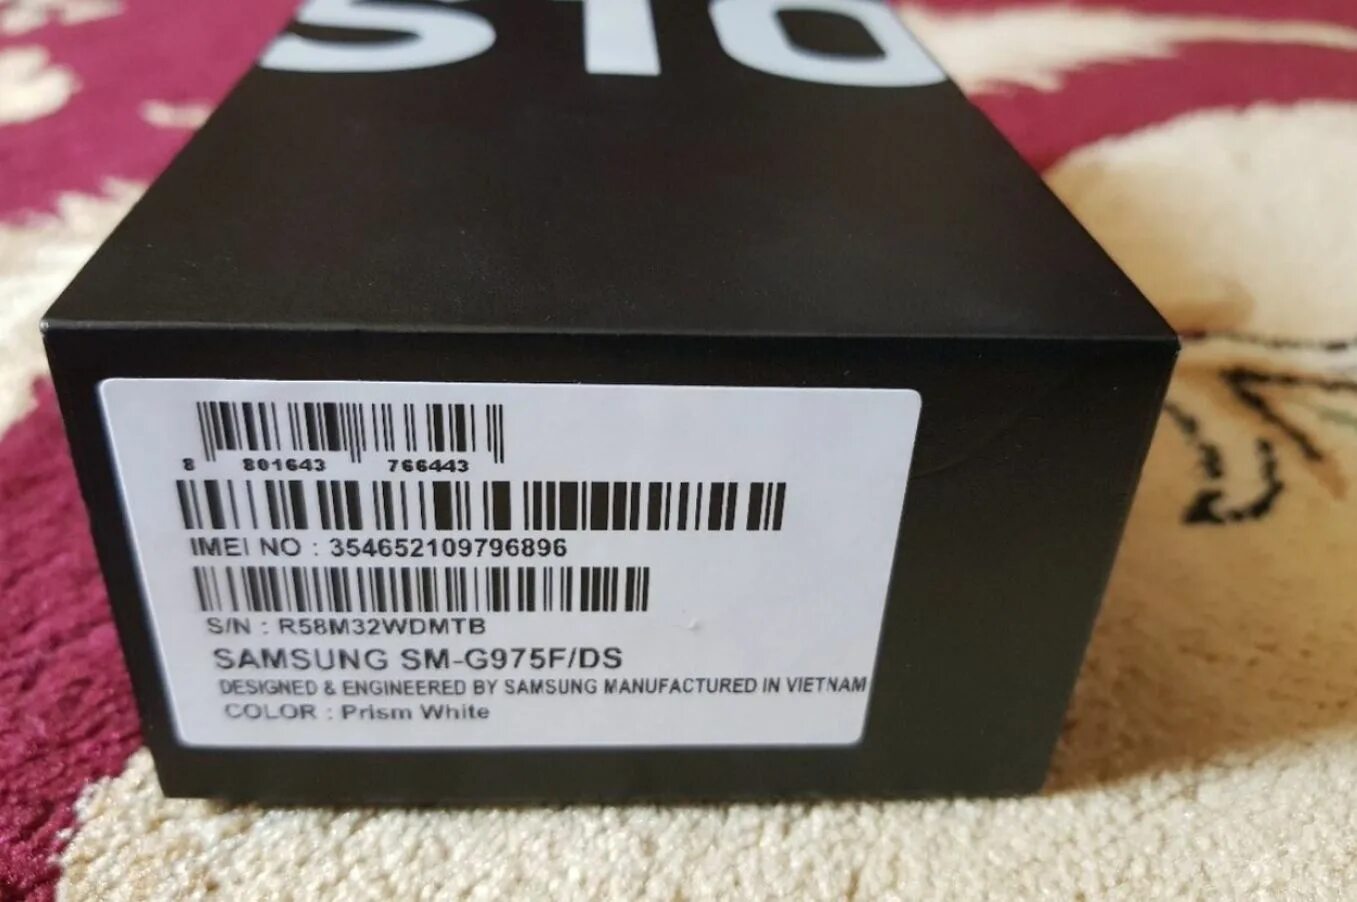 S10
8 801643 766443
IMEI NO : 354652109796896
S/N : R58M32WDMTB
SAMSUNG SM-G975F/DS
DESIGNED & ENGINEERED BY SAMSUNG MANUFACTURED IN VIETNAM
COLOR : Prism White